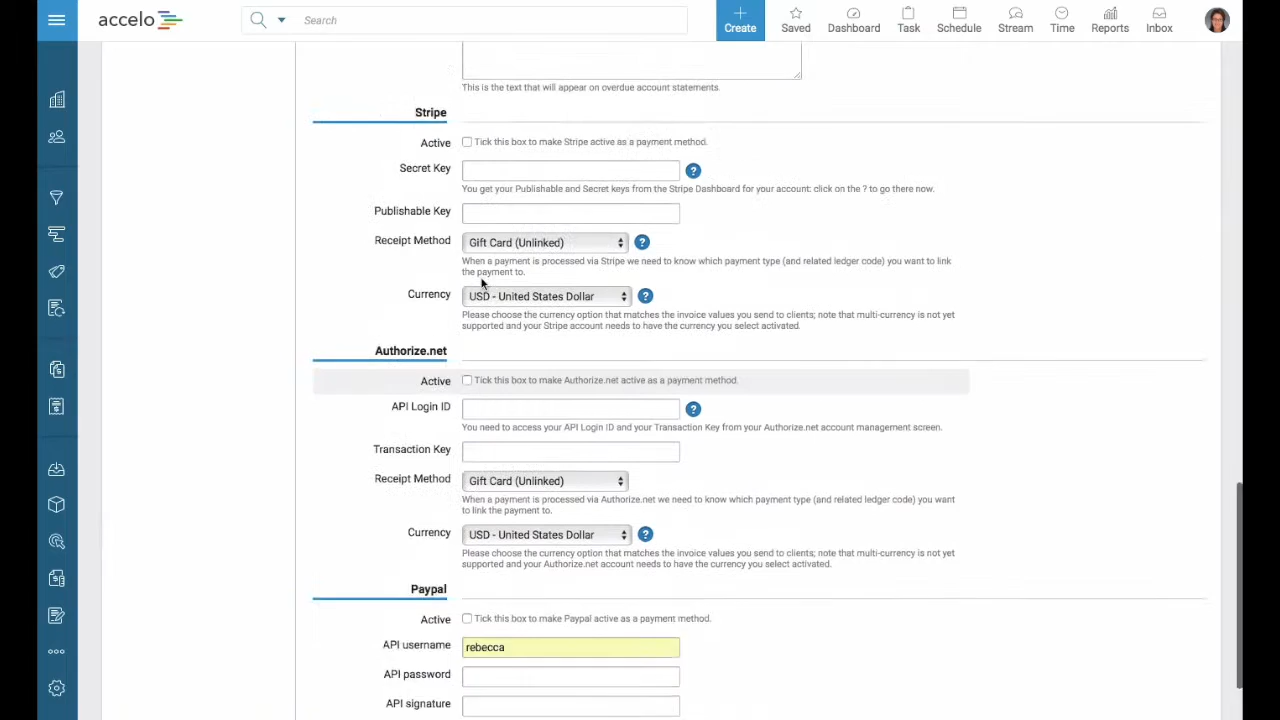 accelo
Search
Create
Saved
Dashboard
Task
Schedule
Stream
Time
Reports
Inbox
This is the text that will appear on overdue account statements.
Stripe
Active
Tick this box to make Stripe active as a payment method.
Secret Key
?
You get your Publishable and Secret keys from the Stripe Dashboard for your account: click on the ? to go there now.
Publishable Key
Receipt Method
Gift Card (Unlinked)
?
When a payment is processed via Stripe we need to know which payment type (and related ledger code) you want to link
the payment to.
Currency
USD - United States Dollar
?
Please choose the currency option that matches the invoice values you send to clients; note that multi-currency is not yet
supported and your Stripe account needs to have the currency you select activated.
Authorize.net
Active
Tick this box to make Authorize.net active as a payment method.
API Login ID
?
You need to access your API Login ID and your Transaction Key from your Authorize.net account management screen.
Transaction Key
Receipt Method
Gift Card (Unlinked)
When a payment is processed via Authorize.net we need to know which payment type (and related ledger code) you want
to link the payment to.
Currency
USD - United States Dollar
?
Please choose the currency option that matches the invoice values you send to clients; note that multi-currency is not yet
supported and your Authorize.net account needs to have the currency you select activated.
Paypal
Active
Tick this box to make Paypal active as a payment method.
API username
rebecca
API password
API signature